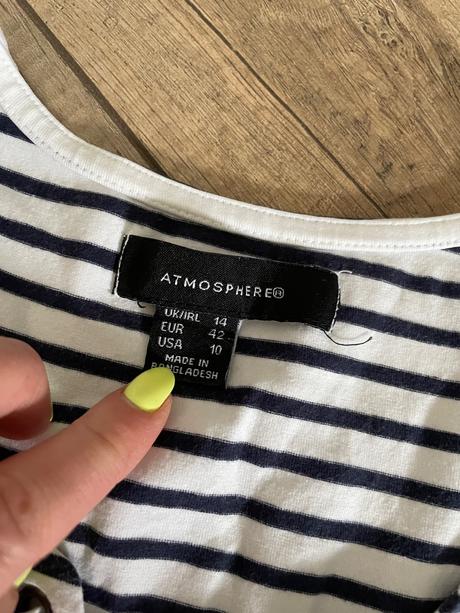 ATMOSPHERE®
UK/IRL 14
EUR 42
USA 10
MADE IN
BANGLADESH